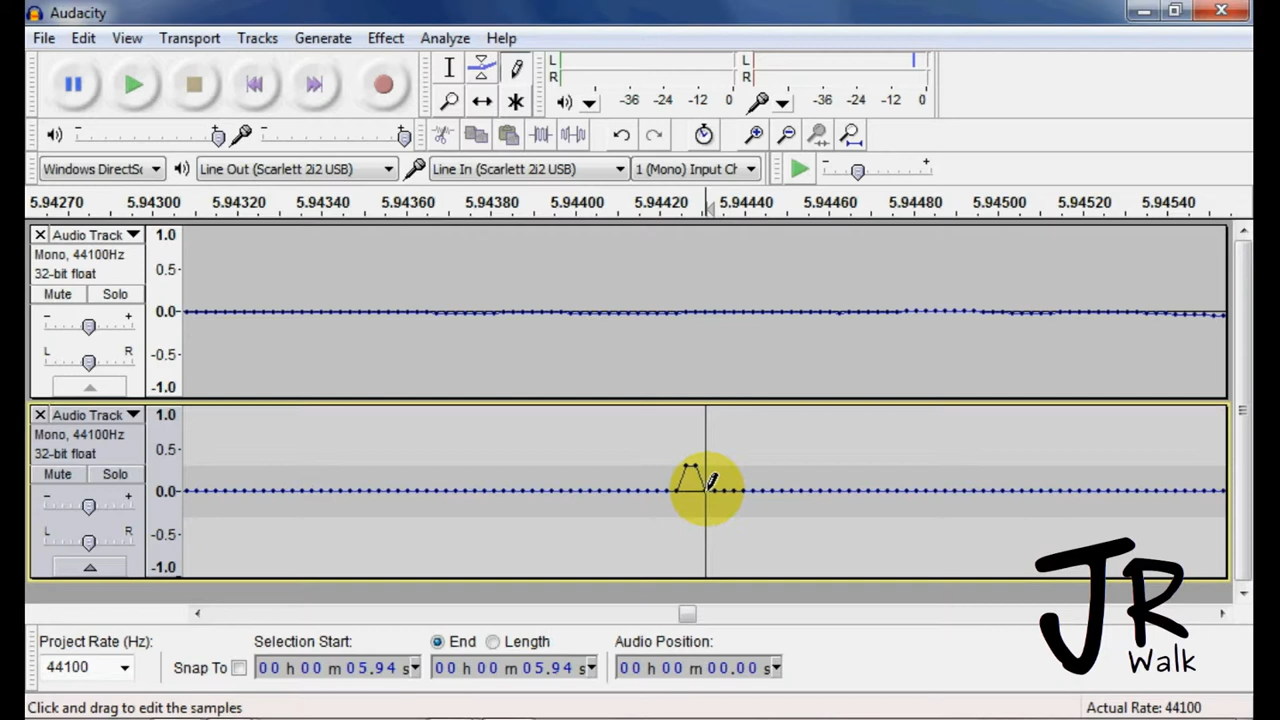 Audacity
File Edit View Transport Tracks Generate Effect Analyze Help
L L
R R
-36 -24 -12 0 -36 -24 -12 0
Windows DirectSo Line Out (Scarlett 2i2 USB) Line In (Scarlett 2i2 USB) 1 (Mono) Input Ch
5.94270 5.94300 5.94320 5.94340 5.94360 5.94380 5.94400 5.94420 5.94440 5.94460 5.94480 5.94500 5.94520 5.94540
Audio Track 1.0
Mono, 44100Hz
32-bit float 0.5
Mute Solo
- + 0.0
L R -0.5
-1.0
Audio Track 1.0
Mono, 44100Hz
32-bit float 0.5
Mute Solo
- + 0.0
L R -0.5
-1.0
JR
Walk
Project Rate (Hz): Selection Start: End Length Audio Position:
44100 Snap To 00 h 00 m 05.94 s 00 h 00 m 05.94 s 00 h 00 m 00.00 s
Click and drag to edit the samples Actual Rate: 44100